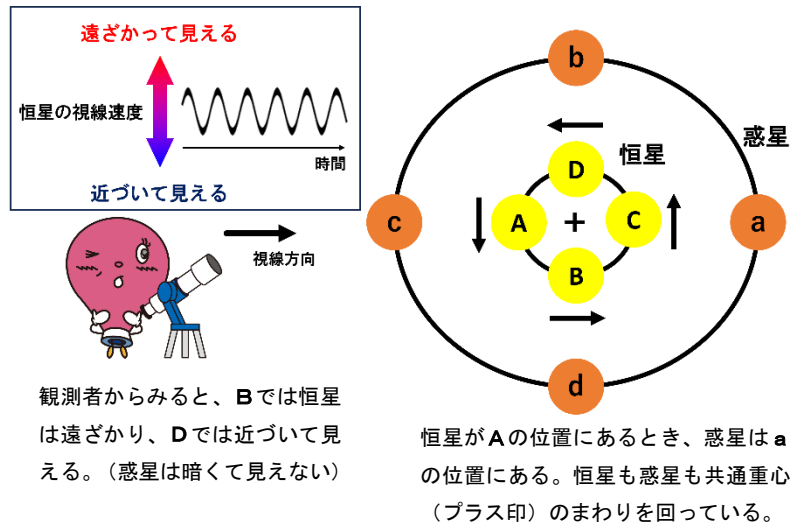 遠ざかって見える
恒星の視線速度
時間
近づいて見える
視線方向
観測者からみると、Bでは恒星
は遠ざかり、Dでは近づいて見
える。（惑星は暗くて見えない）
b
惑星
恒星
D
c
A
+
C
a
B
d
恒星がAの位置にあるとき、惑星はa
の位置にある。恒星も惑星も共通重心
（プラス印）のまわりを回っている。